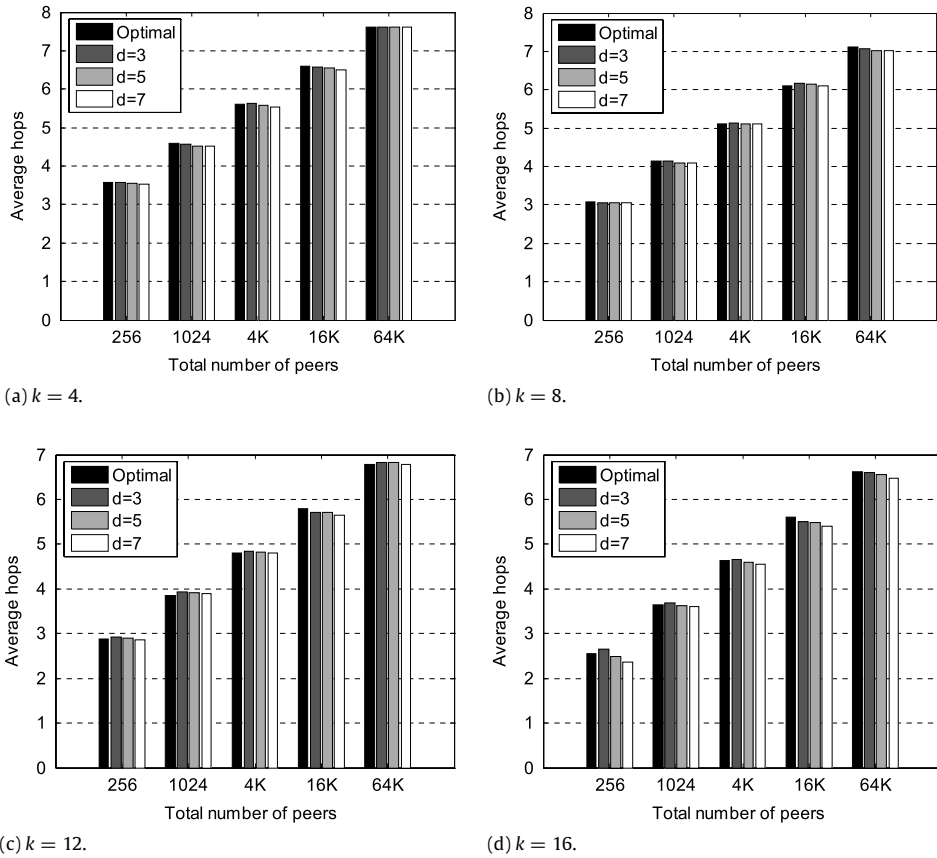 8
7
6
5
4
3
2
1
0
Average hops
Optimal
d=3
d=5
d=7
256 1024 4K 16K 64K
Total number of peers
(a) k = 4.
8
7
6
5
4
3
2
1
0
Average hops
Optimal
d=3
d=5
d=7
256 1024 4K 16K 64K
Total number of peers
(b) k = 8.
7
6
5
4
3
2
1
0
Average hops
Optimal
d=3
d=5
d=7
256 1024 4K 16K 64K
Total number of peers
(c) k = 12.
7
6
5
4
3
2
1
0
Average hops
Optimal
d=3
d=5
d=7
256 1024 4K 16K 64K
Total number of peers
(d) k = 16.